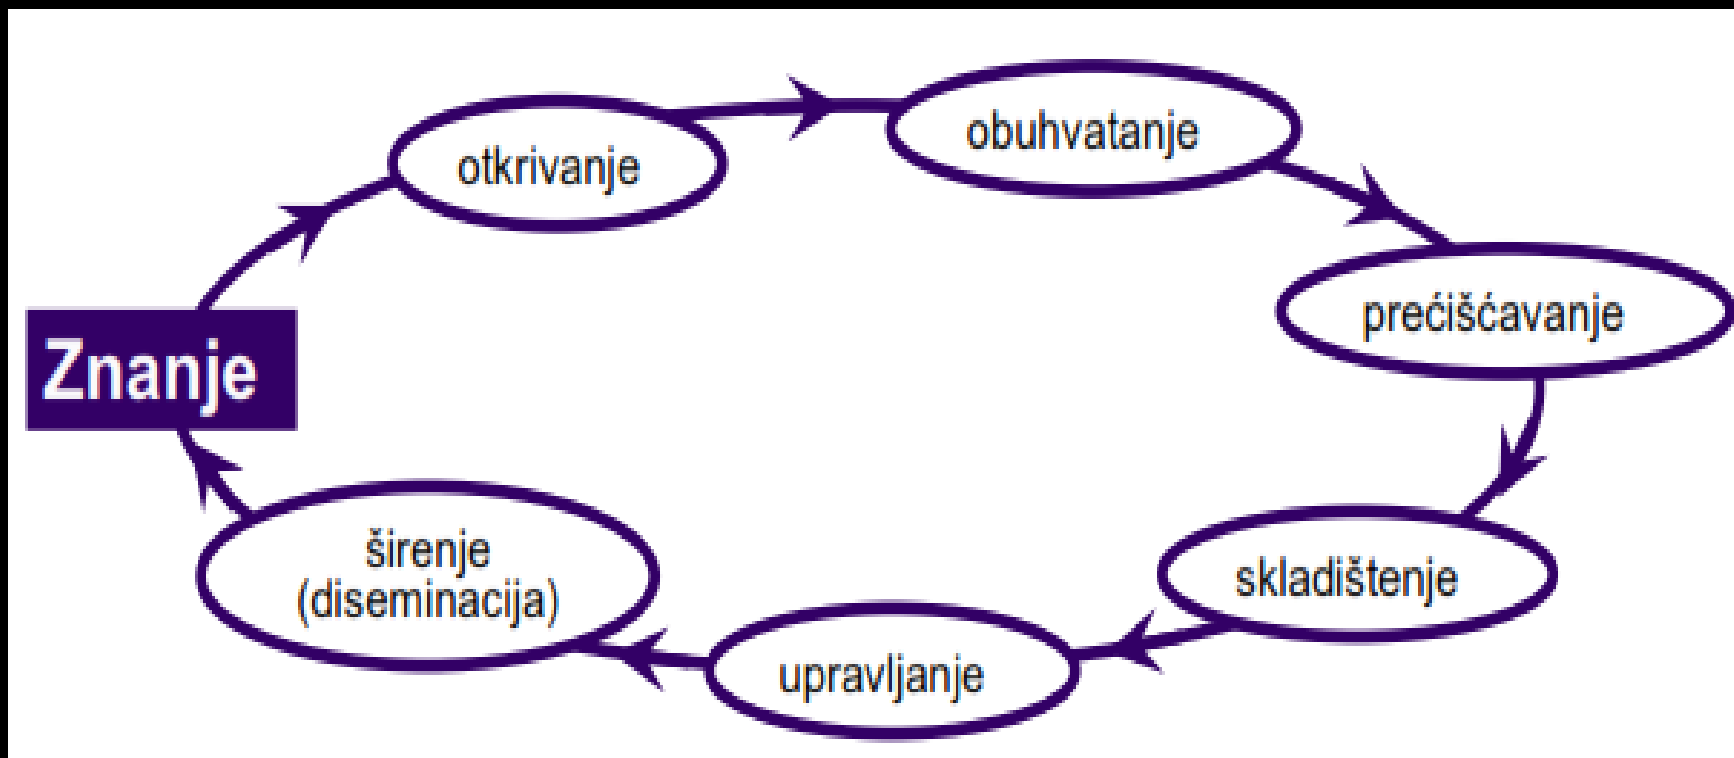 Znanje
otkrivanje
obuhvatanje
prećišćavanje
skladištenje
upravljanje
širenje
(diseminacija)